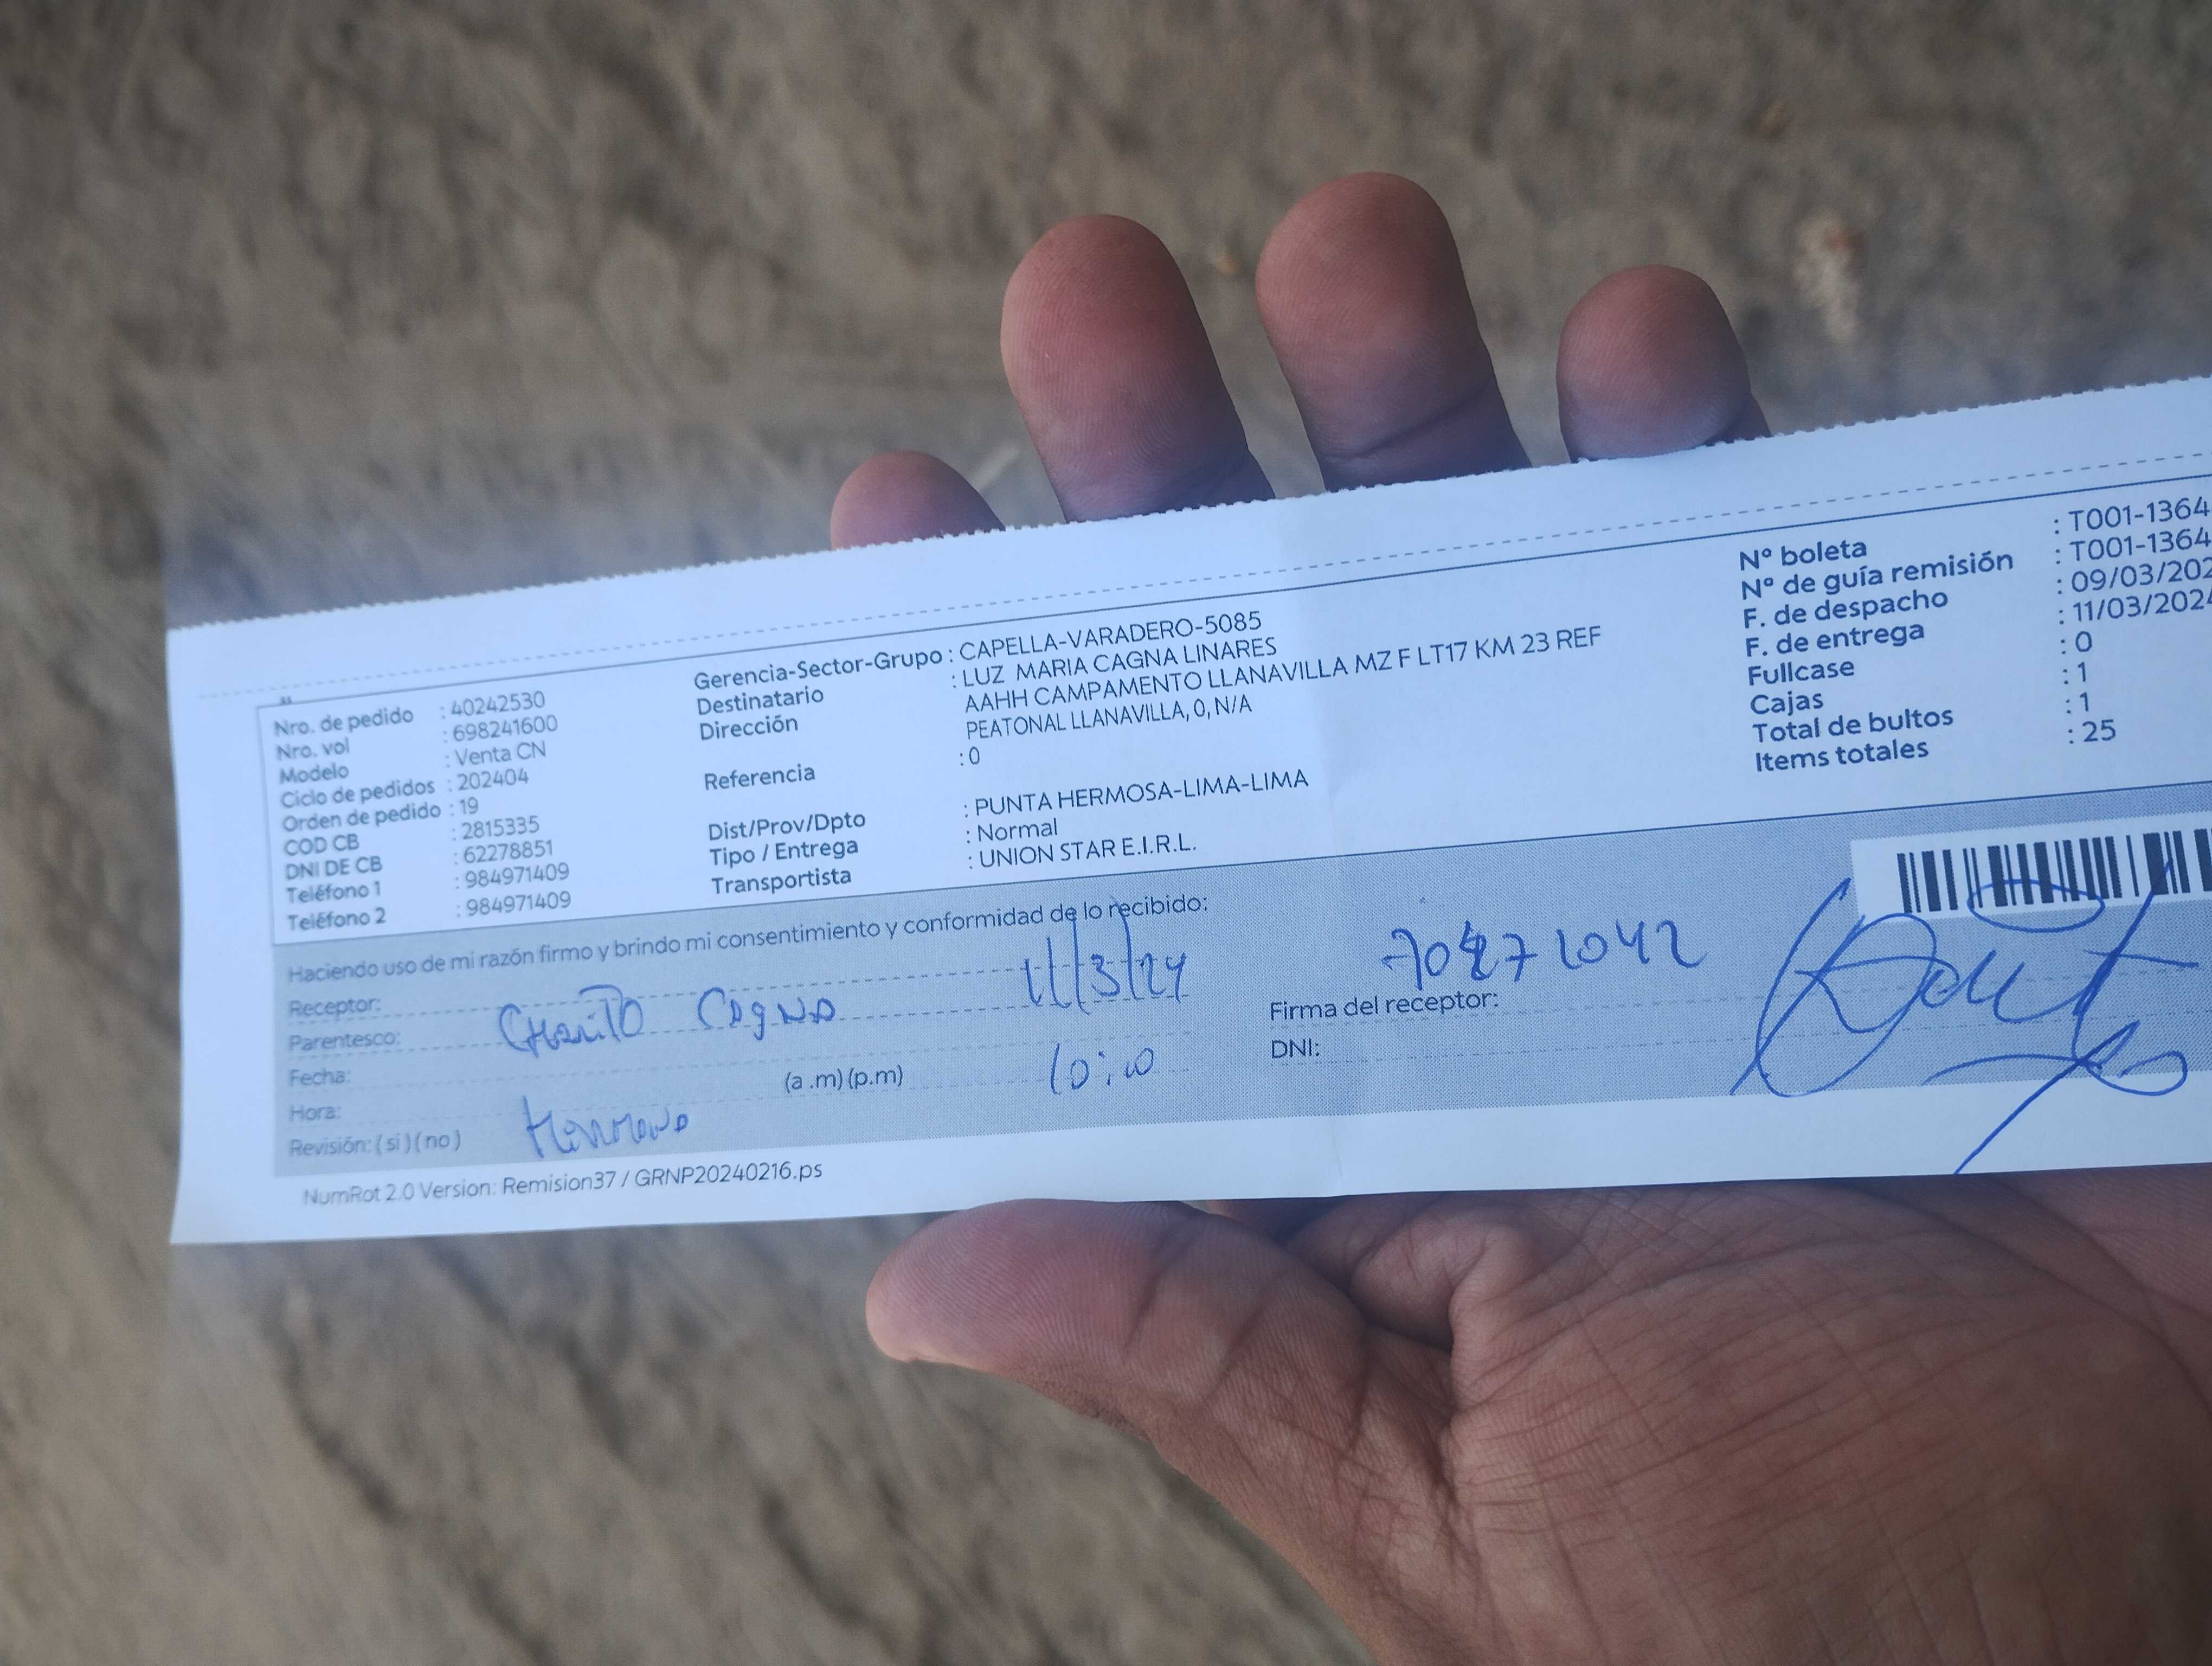 Nro. de pedido : 40242530
Nro. vol : 698241600
Modelo : Venta CN
Ciclo de pedidos : 202404
Orden de pedido : 19
COD CB : 2815335
DNI DE CB : 62278851
Teléfono 1 : 984971409
Teléfono 2 : 984971409
Gerencia-Sector-Grupo : CAPELLA-VARADERO-5085
Destinatario : LUZ MARIA CAGNA LINARES
Dirección AAHH CAMPAMENTO LLANAVILLA MZ F LT17 KM 23 REF
PEATONAL LLANAVILLA, 0, N/A
Referencia : 0
Dist/Prov/Dpto : PUNTA HERMOSA-LIMA-LIMA
Tipo / Entrega : Normal
Transportista : UNION STAR E.I.R.L.
Nº boleta : T001-1364
Nº de guía remisión : T001-1364
F. de despacho : 09/03/202
F. de entrega : 11/03/2024
Fullcase : 0
Cajas : 1
Total de bultos : 1
Items totales : 25
Haciendo uso de mi razón firmo y brindo mi consentimiento y conformidad de lo recibido:
Receptor: 11/3/24
Parentesco: Cagna
Fecha:
Hora: (a .m) (p.m) 10:10
Revisión: ( si ) ( no ) Hermano
Firma del receptor:
DNI:
NumRot 2.0 Version: Remision37 / GRNP20240216.ps